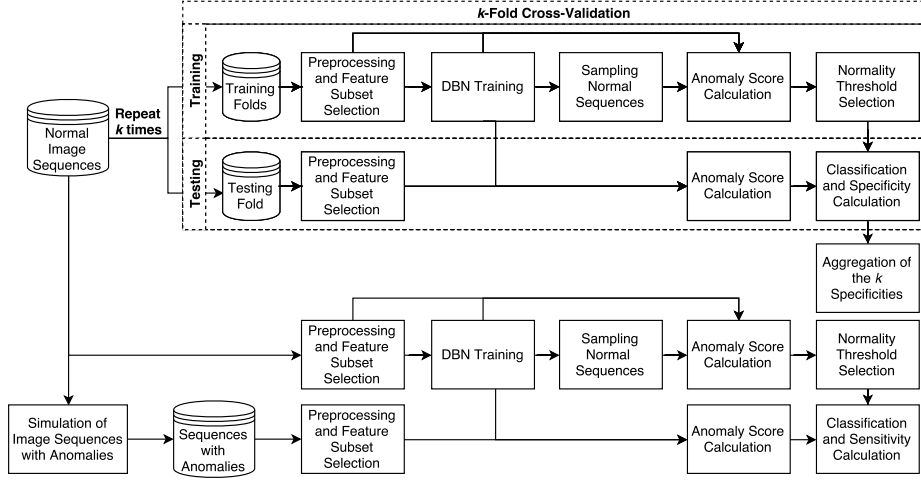 k-Fold Cross-Validation
Training
Training
Folds
Preprocessing
and Feature
Subset
Selection
DBN Training
Sampling
Normal
Sequences
Anomaly Score
Calculation
Normality
Threshold
Selection
Normal
Image
Sequences
Repeat
k times
Testing
Testing
Fold
Preprocessing
and Feature
Subset
Selection
Anomaly Score
Calculation
Classification
and Specificity
Calculation
Aggregation of
the k
Specificities
Preprocessing
and Feature
Subset
Selection
DBN Training
Sampling
Normal
Sequences
Anomaly Score
Calculation
Normality
Threshold
Selection
Simulation of
Image Sequences
with Anomalies
Sequences
with
Anomalies
Preprocessing
and Feature
Subset
Selection
Anomaly Score
Calculation
Classification
and Sensitivity
Calculation